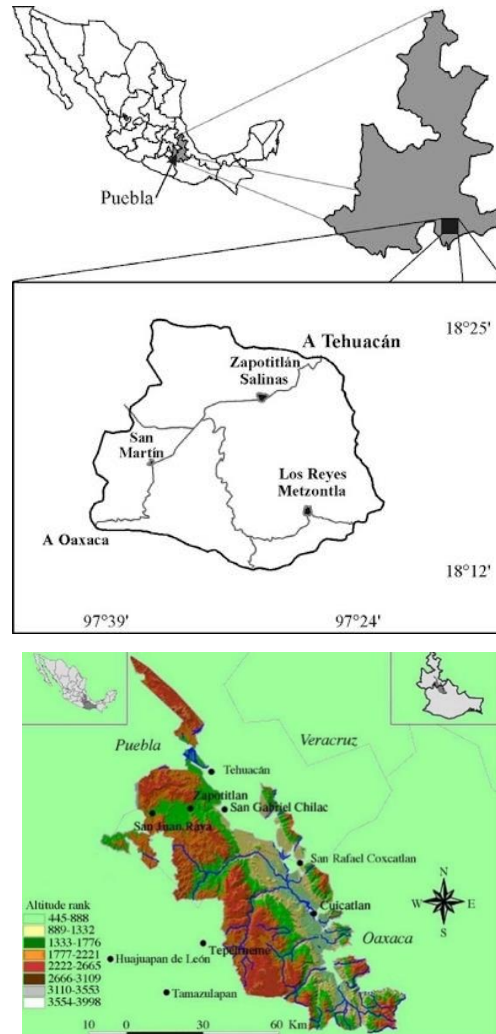 Puebla
18°25'
A Tehuacán
Zapotitlán
Salinas
San
Martín
Los Reyes
Metzontla
A Oaxaca
18°12'
97°39'
97°24'
Puebla
Veracruz
Tehuacán
Zapotitlan
San Gabriel Chilac
San Juan Raya
San Rafael Coxcatlan
N
W
E
S
Cuicatlan
Oaxaca
Altitude rank
445-888
889-1332
1333-1776
1777-2221
2222-2665
2666-3109
3110-3553
3554-3998
Tepelmeme
Huajuapan de León
Tamazulapan
10
30
60
Km.